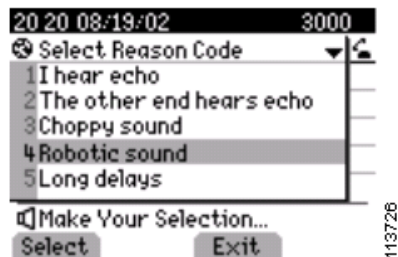 20 20 08/19/02 3000
Select Reason Code
1 I hear echo
2 The other end hears echo
3 Choppy sound
4 Robotic sound
5 Long delays
Make Your Selection...
Select Exit
113726